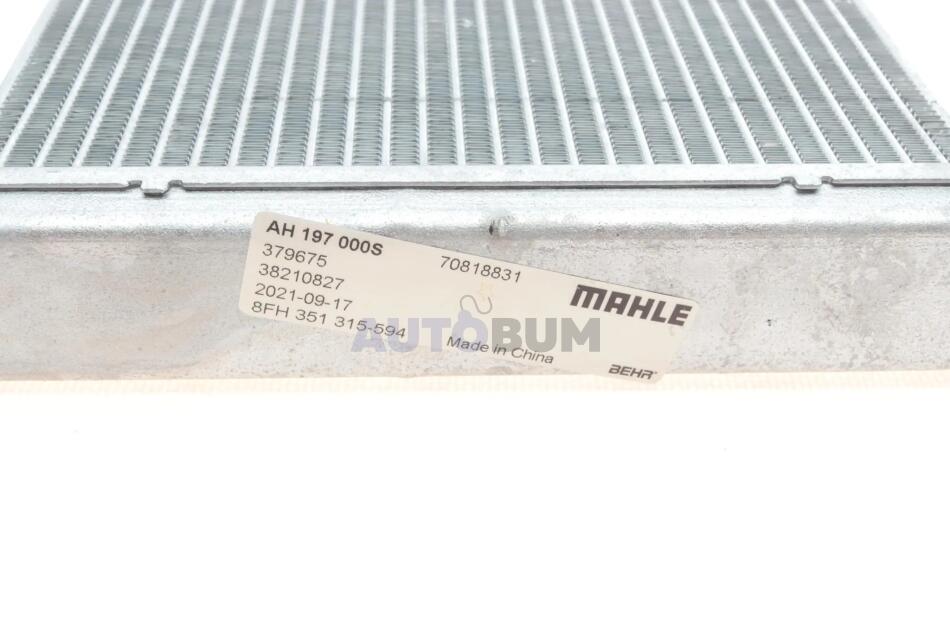 AH 197 000S
379675
70818831
38210827
2021-09-17
8FH 351 315-594
MAHLE
AUTOBUM
Made in China
BEHR